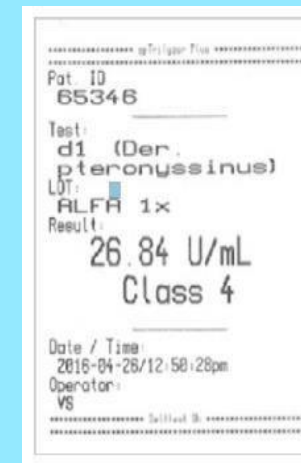 Pat. ID
65346
Test:
d1 (Der.
pteronyssinus)
LOT:
ALFA 1x
Result:
26.84 U/mL
Class 4
Date / Time:
2016-04-28/12:50:28pm
Operator:
VS